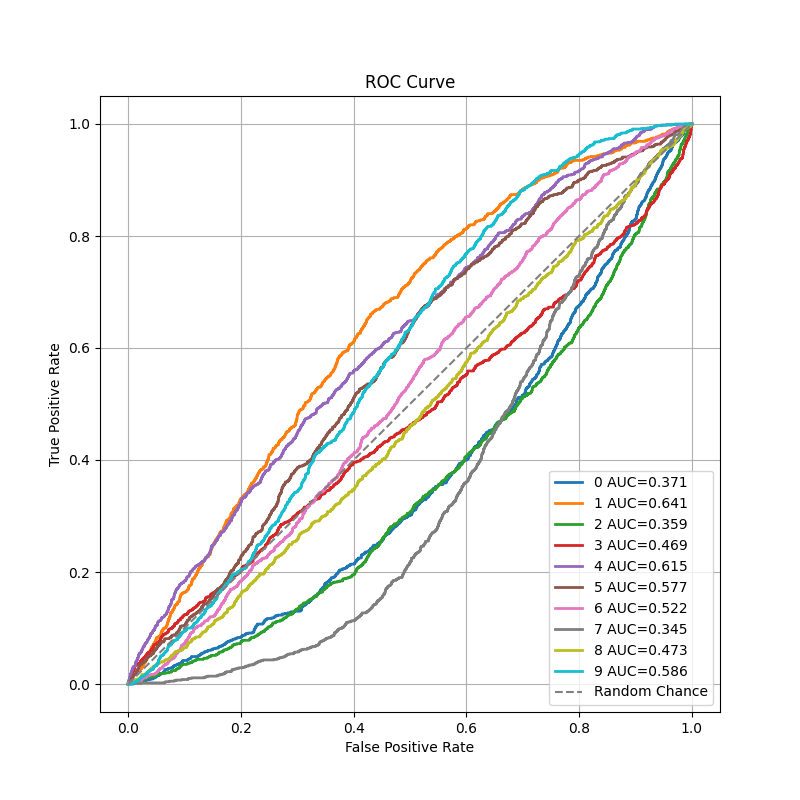 ROC Curve
True Positive Rate
1.0
0.8
0.6
0.4
0.2
0.0
0 AUC=0.371
1 AUC=0.641
2 AUC=0.359
3 AUC=0.469
4 AUC=0.615
5 AUC=0.577
6 AUC=0.522
7 AUC=0.345
8 AUC=0.473
9 AUC=0.586
Random Chance
0.0 0.2 0.4 0.6 0.8 1.0
False Positive Rate